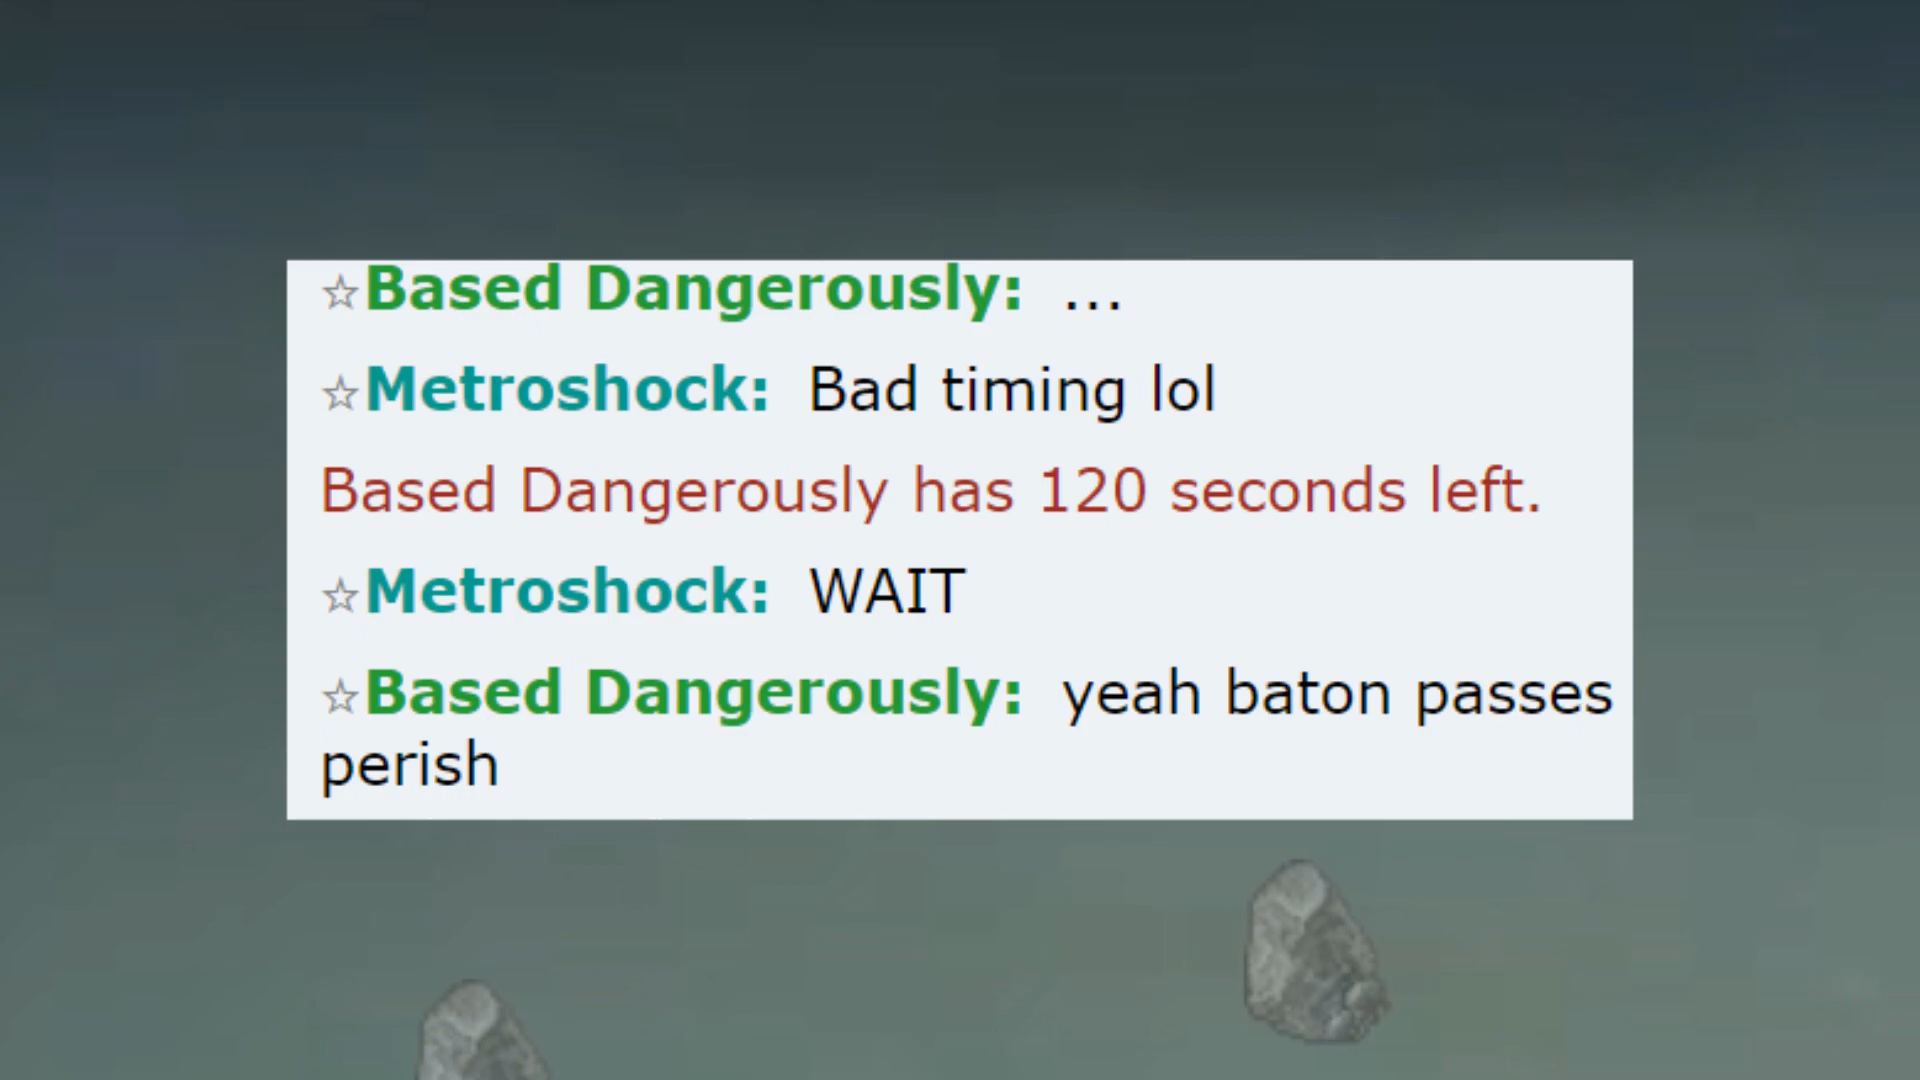 ☆Based Dangerously: ...
☆Metroshock: Bad timing lol
Based Dangerously has 120 seconds left.
☆Metroshock: WAIT
☆Based Dangerously: yeah baton passes
perish